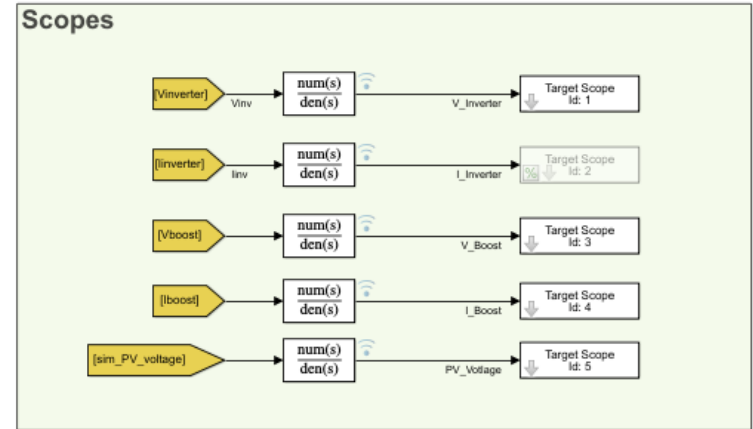 Scopes
[Vinverter]
Vinv
num(s)
den(s)
V_Inverter
Target Scope
Id: 1
[Iinverter]
Iinv
num(s)
den(s)
I_Inverter
Target Scope
Id: 2
%
[Vboost]
num(s)
den(s)
V_Boost
Target Scope
Id: 3
[Iboost]
num(s)
den(s)
I_Boost
Target Scope
Id: 4
[sim_PV_voltage]
num(s)
den(s)
PV_Votlage
Target Scope
Id: 5